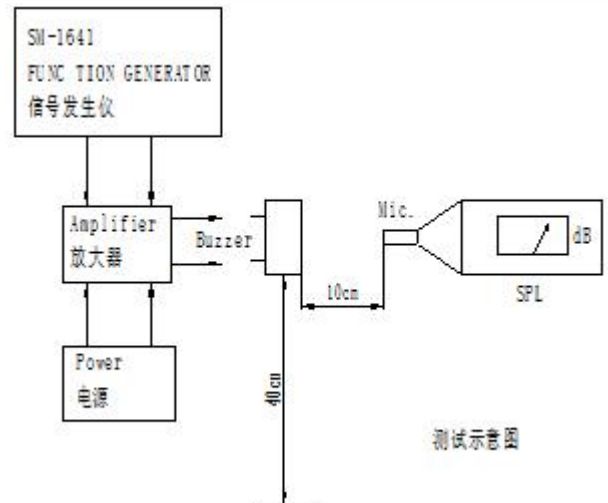 SM-1641
FUNC TION GENERATOR
信号发生仪
Amplifier
放大器
Buzzer
Mic.
dB
SPL
10cm
Power
电源
40cm
测试示意图